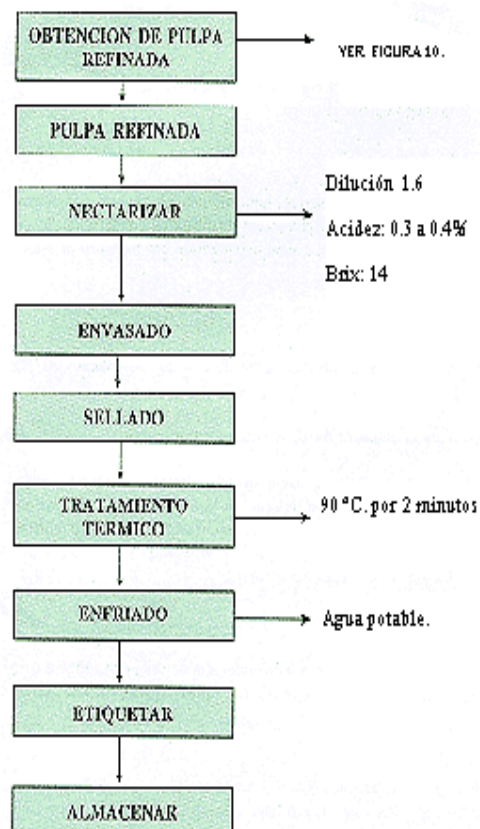 OBTENCION DE PULPA
REFINADA
VER FIGURA 10.
PULPA REFINADA
NECTARIZAR
Dilución 1.6
Acidez: 0.3 a 0.4%
Brix: 14
ENVASADO
SELLADO
TRATAMIENTO
TERMICO
90 °C. por 2 minutos
ENFRIADO
Agua potable.
ETIQUETAR
ALMACENAR